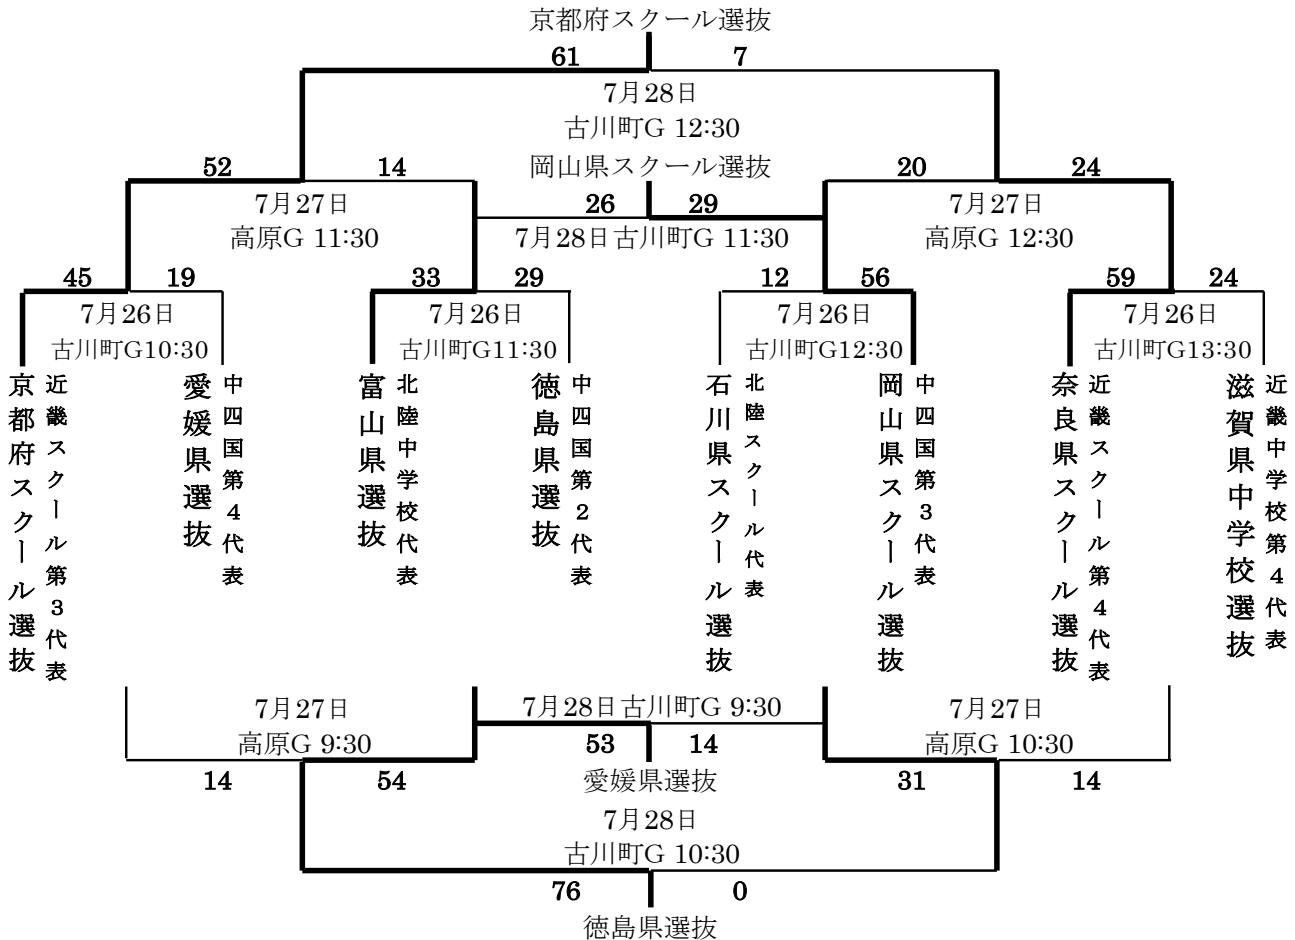 京都府スクール選抜
61 7
7月28日
古川町G 12:30
52 14 岡山県スクール選抜 20 24
7月27日 26 29 7月27日
高原G 11:30 7月28日 古川町G 11:30 高原G 12:30
45 19 33 29 12 56 59 24
7月26日 7月26日 7月26日 7月26日
古川町G10:30 古川町G11:30 古川町G12:30 古川町G13:30
京都府スクール選抜
近畿スクール第3代表
愛媛県選抜
中四国第4代表
富山県選抜
北陸中学校代表
徳島県選抜
中四国第2代表
石川県スクール選抜
北陸スクール代表
岡山県スクール選抜
中四国第3代表
奈良県スクール選抜
近畿スクール第4代表
滋賀県中学校選抜
近畿中学校第4代表
7月27日 7月28日 古川町G 9:30 7月27日
高原G 9:30 53 14 高原G 10:30
14 54 愛媛県選抜 31 14
7月28日
古川町G 10:30
76 0
徳島県選抜